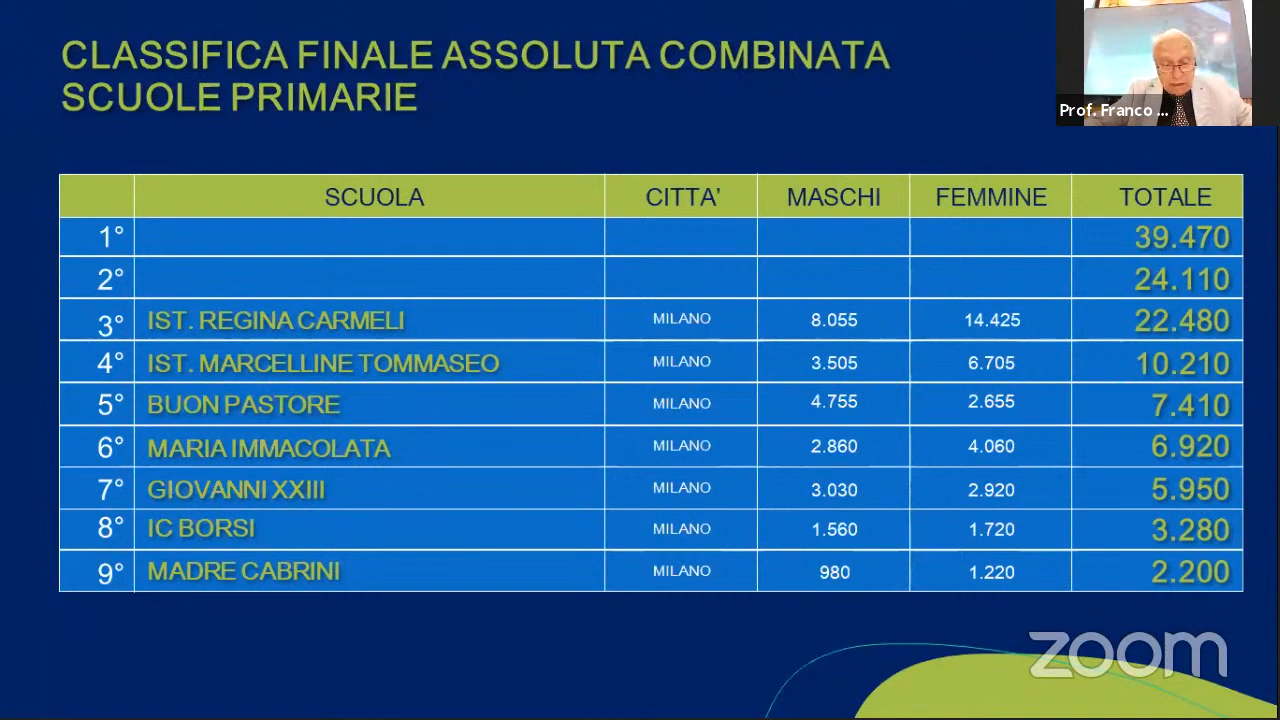 CLASSIFICA FINALE ASSOLUTA COMBINATA
SCUOLE PRIMARIE
Prof. Franco ...
SCUOLA CITTA' MASCHI FEMMINE TOTALE
1° 39.470
2° 24.110
3° IST. REGINA CARMELI MILANO 8.055 14.425 22.480
4° IST. MARCELLINE TOMMASEO MILANO 3.505 6.705 10.210
5° BUON PASTORE MILANO 4.755 2.655 7.410
6° MARIA IMMACOLATA MILANO 2.860 4.060 6.920
7° GIOVANNI XXIII MILANO 3.030 2.920 5.950
8° IC BORSI MILANO 1.560 1.720 3.280
9° MADRE CABRINI MILANO 980 1.220 2.200
zoom